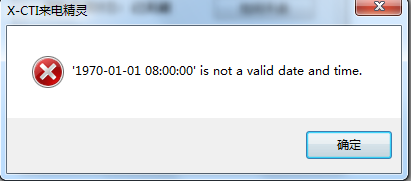 X-CTI来电精灵
'1970-01-01 08:00:00' is not a valid date and time.
确定